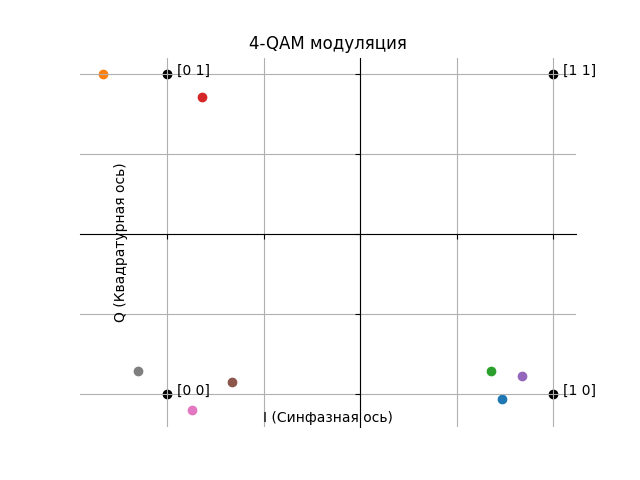 4-QAM модуляция
[0 1]
[1 1]
Q (Квадратурная ось)
[0 0]
[1 0]
I (Синфазная ось)